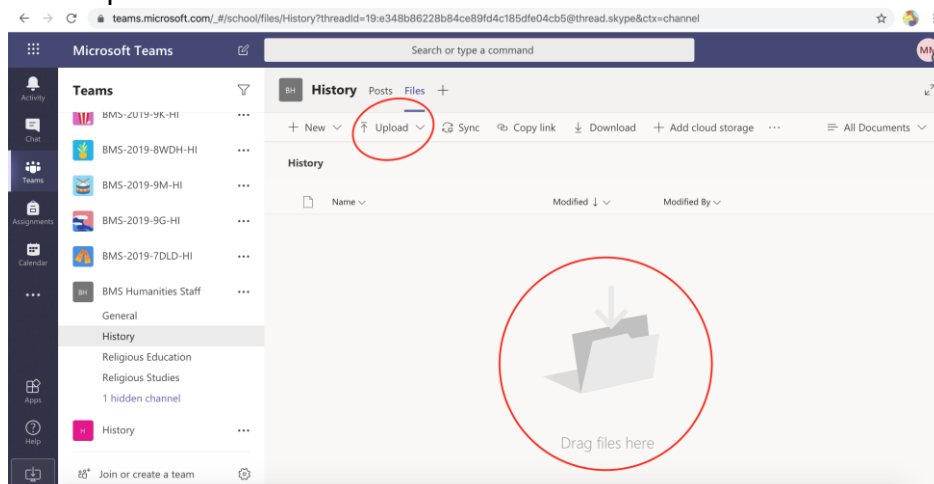 teams.microsoft.com/_#/school/files/History?threadId=19:e348b86228b84ce89fd4c185dfe04cb5@thread.skype&ctx=channel
Microsoft Teams
Search or type a command
MM
Activity
Chat
Teams
Assignments
Calendar
Apps
Help
Teams
BMS-2019-9K-HI
BMS-2019-8WDH-HI
BMS-2019-9M-HI
BMS-2019-9G-HI
BMS-2019-7DLD-HI
BH BMS Humanities Staff
General
History
Religious Education
Religious Studies
1 hidden channel
H History
Join or create a team
BH History Posts Files +
+ New Upload Sync Copy link Download + Add cloud storage ... All Documents
History
Name Modified ↓ Modified By
Drag files here